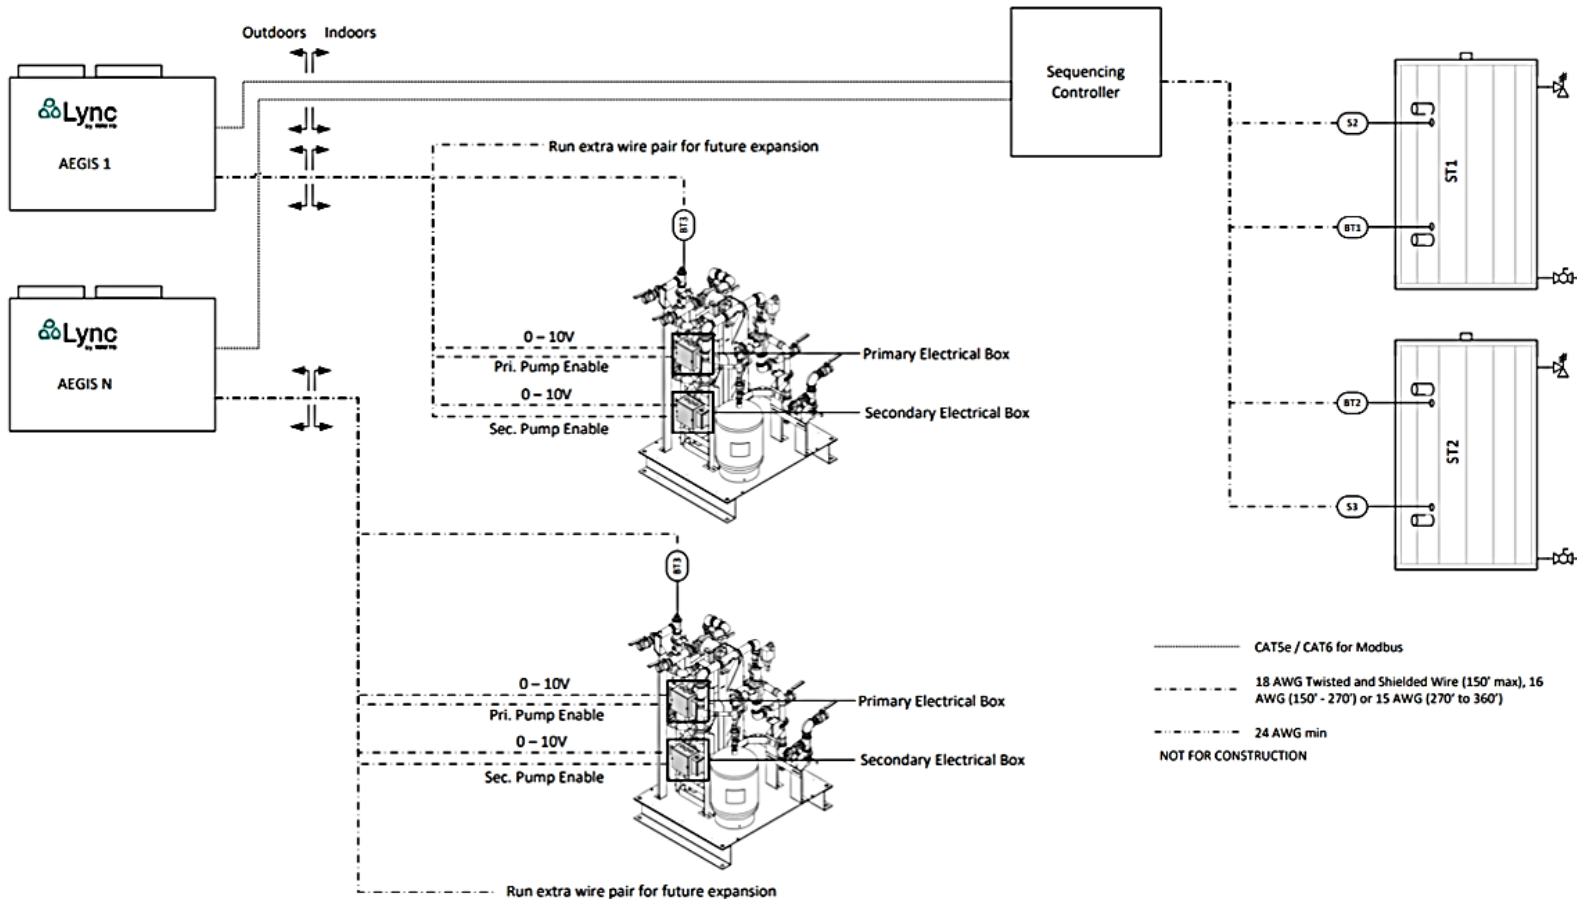 Outdoors Indoors
Lync
AEGIS 1
Sequencing
Controller
Run extra wire pair for future expansion
S2
ST1
BT1
BT3
Lync
AEGIS N
0 – 10V
Pri. Pump Enable
Primary Electrical Box
0 – 10V
Sec. Pump Enable
Secondary Electrical Box
BT2
ST2
S3
BT3
0 – 10V
Pri. Pump Enable
Primary Electrical Box
0 – 10V
Sec. Pump Enable
Secondary Electrical Box
Run extra wire pair for future expansion
CAT5e / CAT6 for Modbus
18 AWG Twisted and Shielded Wire (150' max), 16
AWG (150' - 270') or 15 AWG (270' to 360')
24 AWG min
NOT FOR CONSTRUCTION